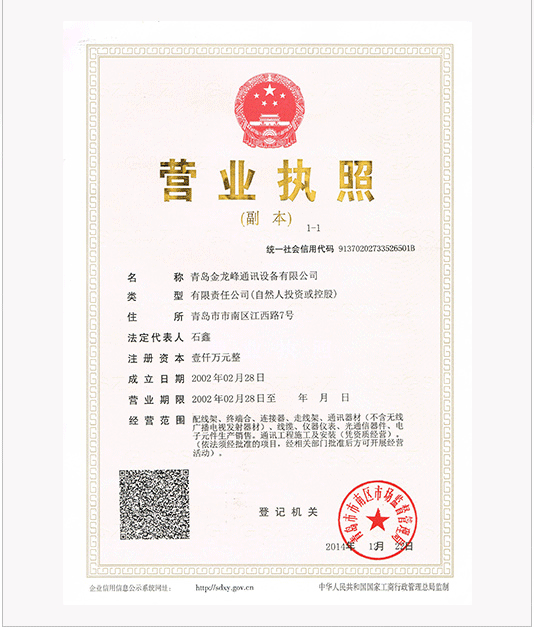 营业执照
(副 本)
1-1
统一社会信用代码 91370202733526501B
名 称 青岛金龙峰通讯设备有限公司
类 型 有限责任公司(自然人投资或控股)
住 所 青岛市市南区江西路7号
法定代表人 石鑫
注册资本 壹仟万元整
成立日期 2002年02月28日
营业期限 2002年02月28日至 年 月 日
经营范围 配线架、终端合、连接器、走线架、通讯器材(不含无线
广播电视发射器材)、线缆、仪器仪表、光通信器件、电
子元件生产销售。通讯工程施工及安装(凭资质经营)。
(依法须经批准的项目,经相关部门批准后方可开展经营
活动)。
登记机关
青岛市市南区市场监督管理局
2014年 12月 22日
企业信用信息公示系统网址: http://sdxy.gov.cn 中华人民共和国国家工商行政管理总局监制